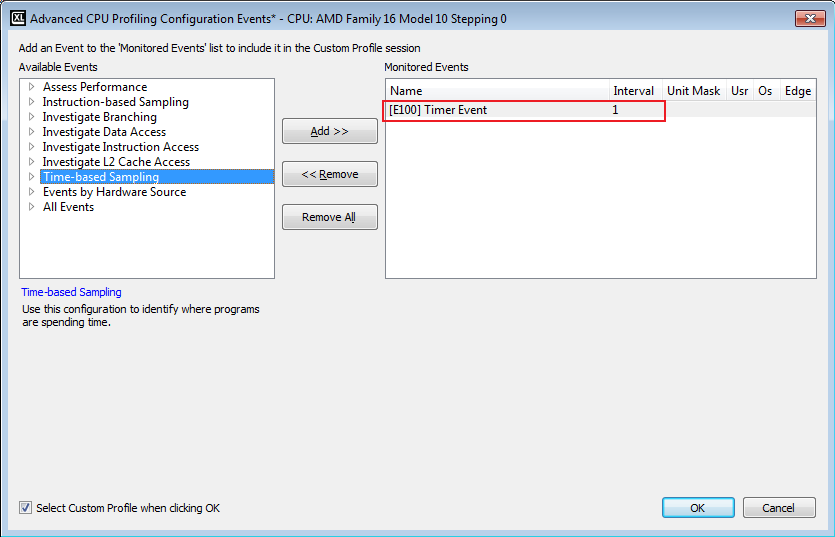 XL Advanced CPU Profiling Configuration Events* - CPU: AMD Family 16 Model 10 Stepping 0
Add an Event to the 'Monitored Events' list to include it in the Custom Profile session
Available Events
Assess Performance
Instruction-based Sampling
Investigate Branching
Investigate Data Access
Investigate Instruction Access
Investigate L2 Cache Access
Time-based Sampling
Events by Hardware Source
All Events
Add >>
<< Remove
Remove All
Monitored Events
Name Interval Unit Mask Usr Os Edge
[E100] Timer Event 1
Time-based Sampling
Use this configuration to identify where programs
are spending time.
Select Custom Profile when clicking OK
OK Cancel